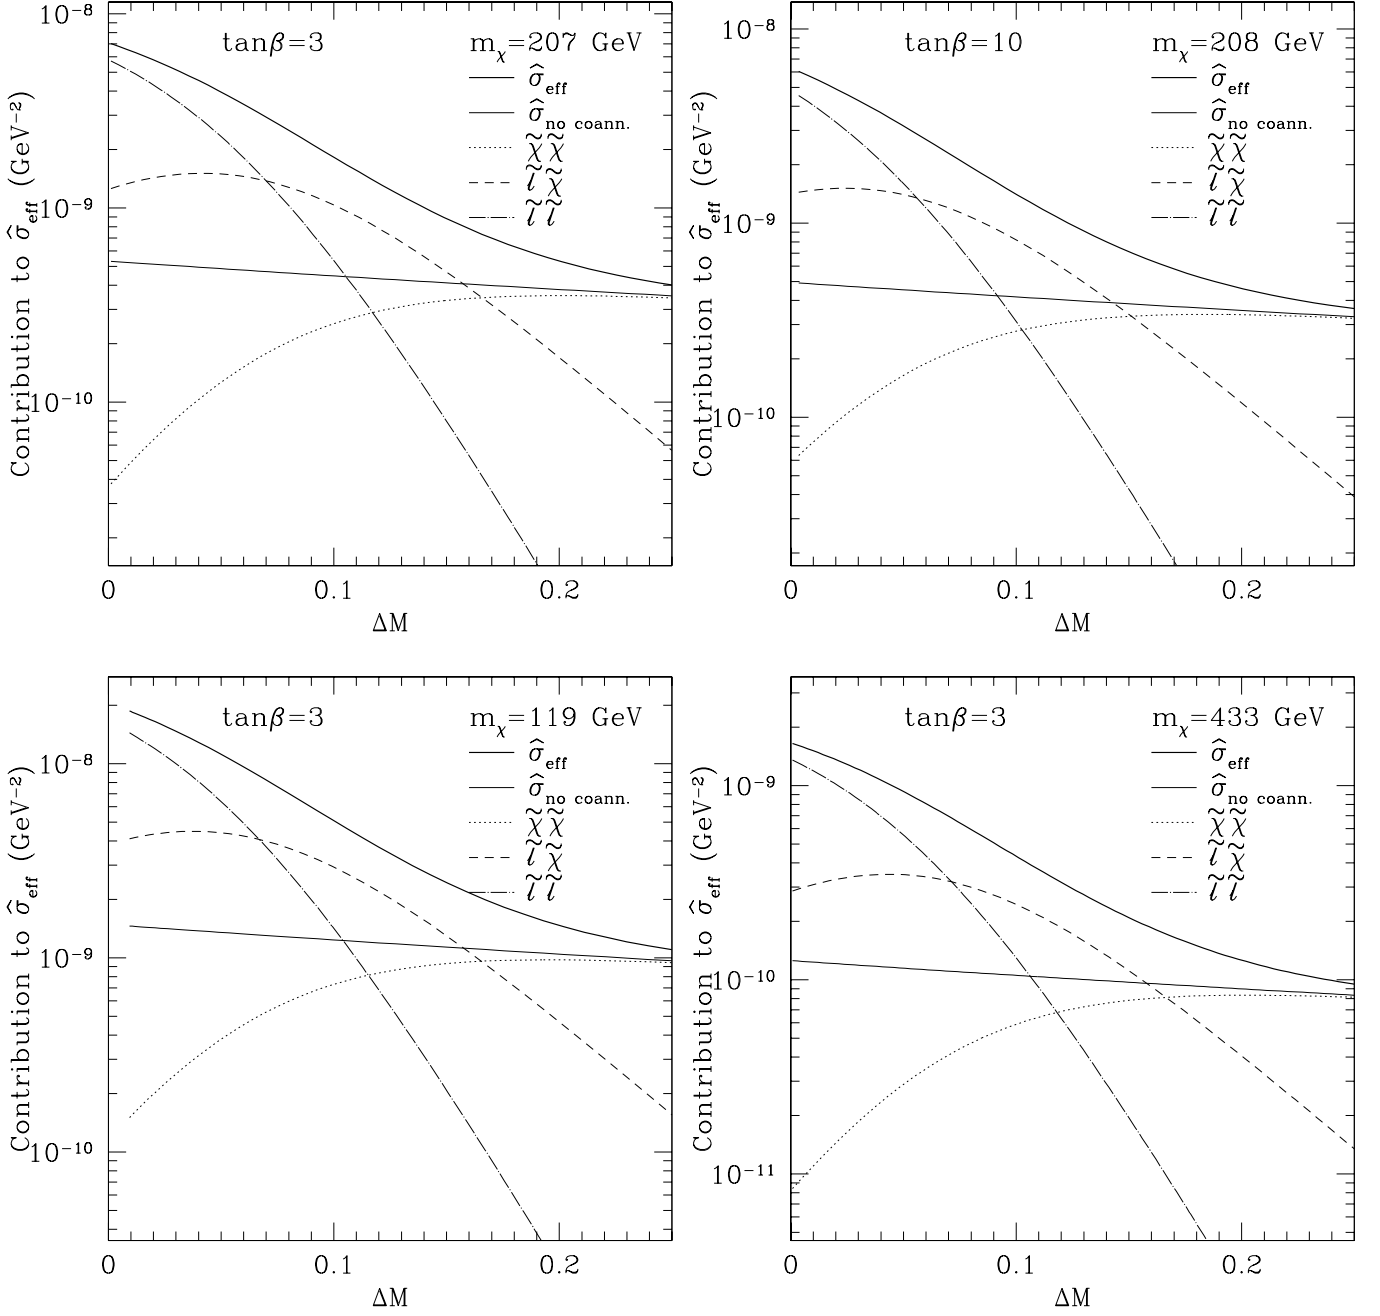 tanβ=3 m_χ=207 GeV
σ̂_eff
σ̂_no coann.
χ̃ χ̃
l̃ χ̃
l̃ l̃
10⁻⁸
10⁻⁹
10⁻¹⁰
Contribution to σ̂_eff (GeV⁻²)
0 0.1 0.2
ΔM
tanβ=10 m_χ=208 GeV
σ̂_eff
σ̂_no coann.
χ̃ χ̃
l̃ χ̃
l̃ l̃
10⁻⁸
10⁻⁹
10⁻¹⁰
Contribution to σ̂_eff (GeV⁻²)
0 0.1 0.2
ΔM
tanβ=3 m_χ=119 GeV
σ̂_eff
σ̂_no coann.
χ̃ χ̃
l̃ χ̃
l̃ l̃
10⁻⁸
10⁻⁹
10⁻¹⁰
Contribution to σ̂_eff (GeV⁻²)
0 0.1 0.2
ΔM
tanβ=3 m_χ=433 GeV
σ̂_eff
σ̂_no coann.
χ̃ χ̃
l̃ χ̃
l̃ l̃
10⁻⁹
10⁻¹⁰
10⁻¹¹
Contribution to σ̂_eff (GeV⁻²)
0 0.1 0.2
ΔM